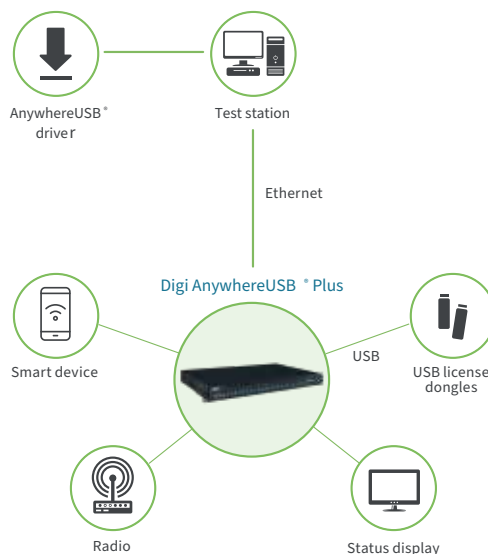 AnywhereUSB®
driver
Test station
Ethernet
Digi AnywhereUSB ® Plus
Smart device
USB
USB license
dongles
Radio
Status display